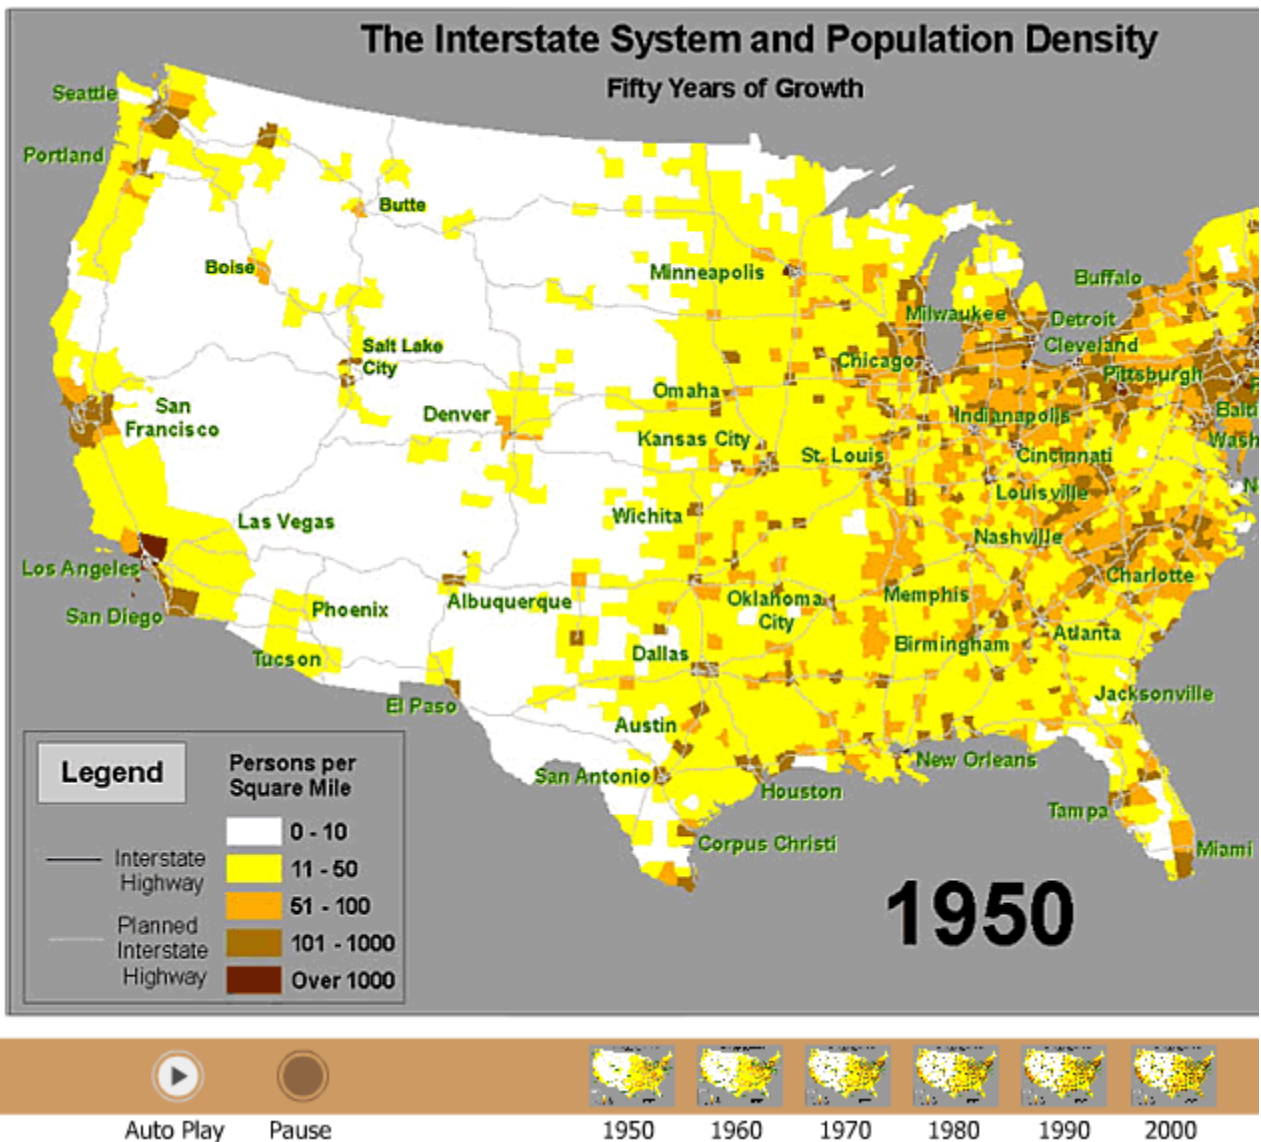 The Interstate System and Population Density
Fifty Years of Growth
Seattle
Portland
Butte
Boise
Minneapolis
Buffalo
Milwaukee
Detroit
Salt Lake
City
Cleveland
Chicago
Pittsburgh
Omaha
San
Francisco
Denver
Indianapolis
Balti
Kansas City
St. Louis
Cincinnati
Wash
Louisville
N
Las Vegas
Wichita
Nashville
Los Angeles
Charlotte
San Diego
Phoenix
Albuquerque
Oklahoma
City
Memphis
Birmingham
Atlanta
Tucson
Dallas
El Paso
Jacksonville
Austin
San Antonio
New Orleans
Houston
Tampa
Corpus Christi
Miami
Legend
Persons per
Square Mile
0 - 10
Interstate
Highway
11 - 50
51 - 100
Planned
Interstate
Highway
101 - 1000
Over 1000
1950
Auto Play
Pause
1950
1960
1970
1980
1990
2000